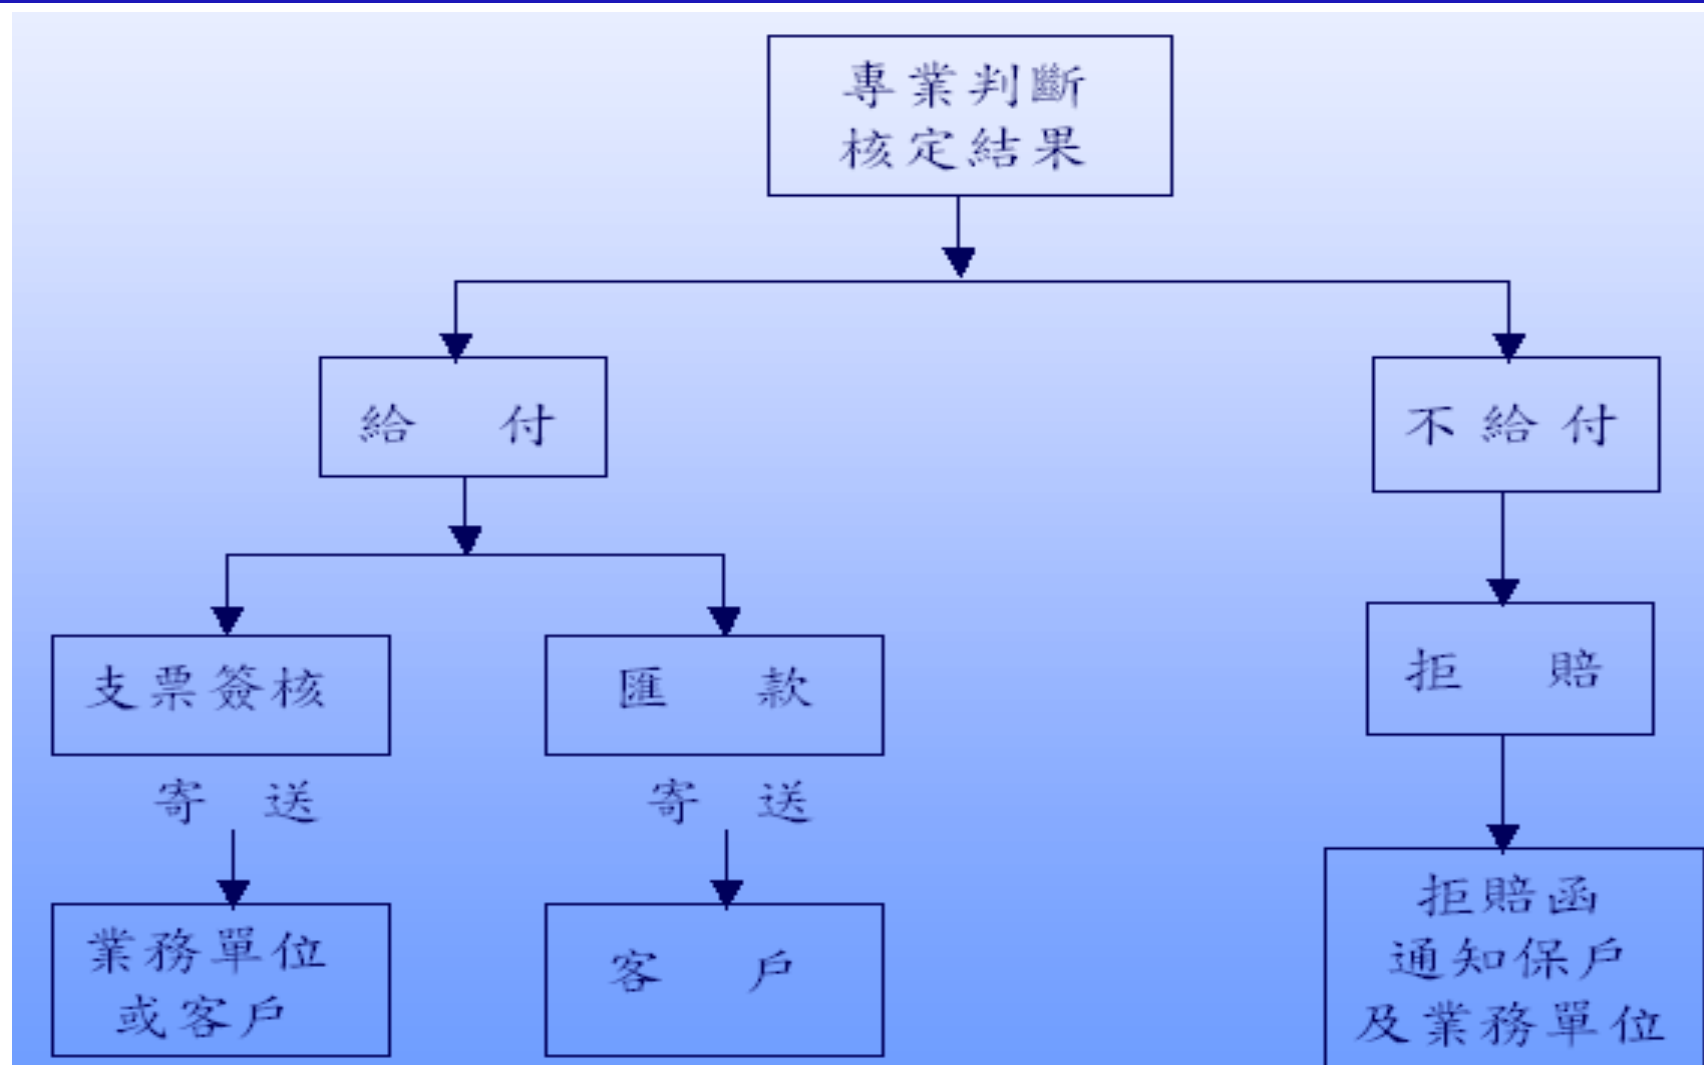 專業判斷
核定結果
給 付
不給付
支票簽核
匯 款
拒 賠
寄 送
寄 送
業務單位
或客戶
客 戶
拒賠函
通知保戶
及業務單位